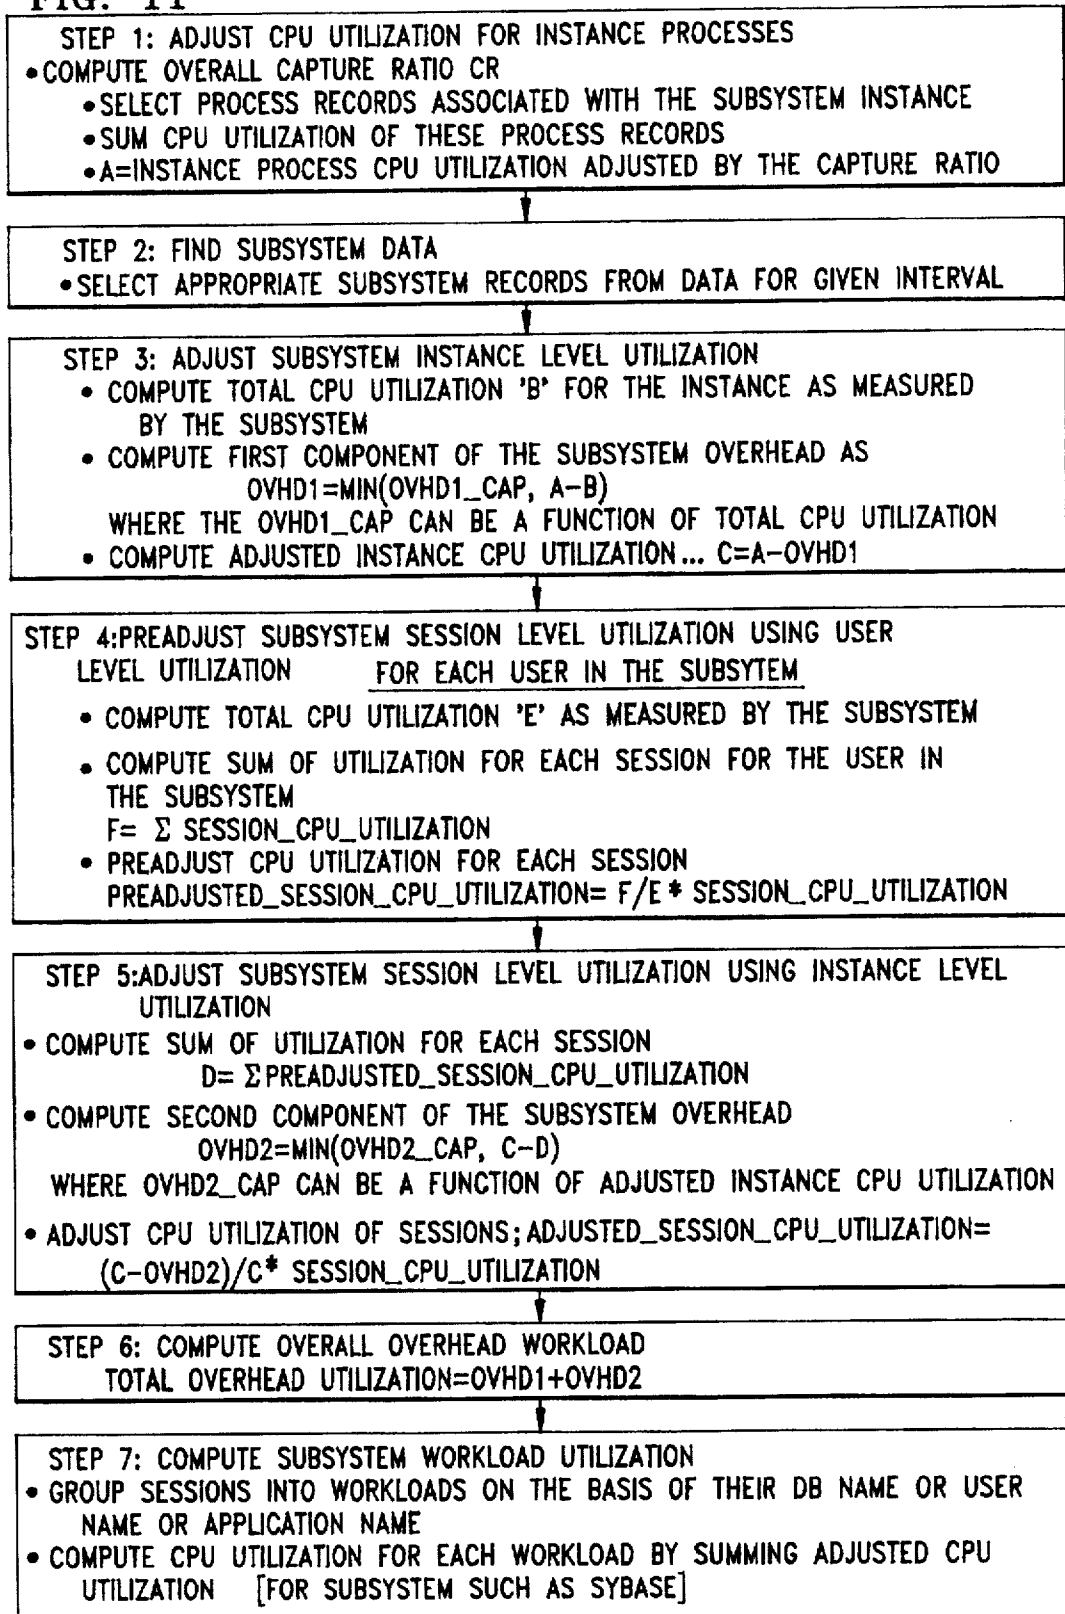 FIG. 11
STEP 1: ADJUST CPU UTILIZATION FOR INSTANCE PROCESSES
•COMPUTE OVERALL CAPTURE RATIO CR
•SELECT PROCESS RECORDS ASSOCIATED WITH THE SUBSYSTEM INSTANCE
•SUM CPU UTILIZATION OF THESE PROCESS RECORDS
•A=INSTANCE PROCESS CPU UTILIZATION ADJUSTED BY THE CAPTURE RATIO
STEP 2: FIND SUBSYSTEM DATA
•SELECT APPROPRIATE SUBSYSTEM RECORDS FROM DATA FOR GIVEN INTERVAL
STEP 3: ADJUST SUBSYSTEM INSTANCE LEVEL UTILIZATION
• COMPUTE TOTAL CPU UTILIZATION 'B' FOR THE INSTANCE AS MEASURED
BY THE SUBSYSTEM
• COMPUTE FIRST COMPONENT OF THE SUBSYSTEM OVERHEAD AS
OVHD1=MIN(OVHD1_CAP, A-B)
WHERE THE OVHD1_CAP CAN BE A FUNCTION OF TOTAL CPU UTILIZATION
• COMPUTE ADJUSTED INSTANCE CPU UTILIZATION... C=A-OVHD1
STEP 4:PREADJUST SUBSYSTEM SESSION LEVEL UTILIZATION USING USER
LEVEL UTILIZATION FOR EACH USER IN THE SUBSYTEM
• COMPUTE TOTAL CPU UTILIZATION 'E' AS MEASURED BY THE SUBSYSTEM
• COMPUTE SUM OF UTILIZATION FOR EACH SESSION FOR THE USER IN
THE SUBSYSTEM
F= Σ SESSION_CPU_UTILIZATION
• PREADJUST CPU UTILIZATION FOR EACH SESSION
PREADJUSTED_SESSION_CPU_UTILIZATION= F/E * SESSION_CPU_UTILIZATION
STEP 5:ADJUST SUBSYSTEM SESSION LEVEL UTILIZATION USING INSTANCE LEVEL
UTILIZATION
• COMPUTE SUM OF UTILIZATION FOR EACH SESSION
D= Σ PREADJUSTED_SESSION_CPU_UTILIZATION
• COMPUTE SECOND COMPONENT OF THE SUBSYSTEM OVERHEAD
OVHD2=MIN(OVHD2_CAP, C-D)
WHERE OVHD2_CAP CAN BE A FUNCTION OF ADJUSTED INSTANCE CPU UTILIZATION
• ADJUST CPU UTILIZATION OF SESSIONS; ADJUSTED_SESSION_CPU_UTILIZATION=
(C-OVHD2)/C* SESSION_CPU_UTILIZATION
STEP 6: COMPUTE OVERALL OVERHEAD WORKLOAD
TOTAL OVERHEAD UTILIZATION=OVHD1+OVHD2
STEP 7: COMPUTE SUBSYSTEM WORKLOAD UTILIZATION
• GROUP SESSIONS INTO WORKLOADS ON THE BASIS OF THEIR DB NAME OR USER
NAME OR APPLICATION NAME
• COMPUTE CPU UTILIZATION FOR EACH WORKLOAD BY SUMMING ADJUSTED CPU
UTILIZATION [FOR SUBSYSTEM SUCH AS SYBASE]